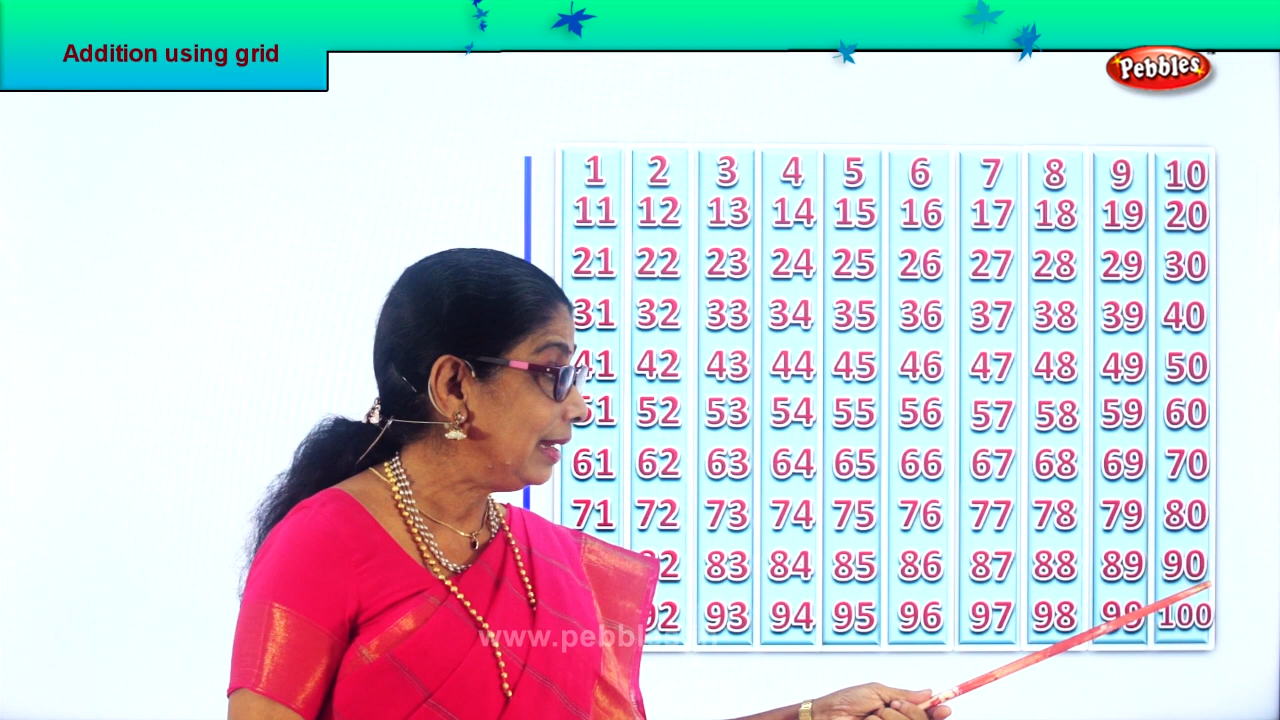 Addition using grid
Pebbles
1 2 3 4 5 6 7 8 9 10
11 12 13 14 15 16 17 18 19 20
21 22 23 24 25 26 27 28 29 30
31 32 33 34 35 36 37 38 39 40
41 42 43 44 45 46 47 48 49 50
51 52 53 54 55 56 57 58 59 60
61 62 63 64 65 66 67 68 69 70
71 72 73 74 75 76 77 78 79 80
83 84 85 86 87 88 89 90
92 93 94 95 96 97 98 99 100